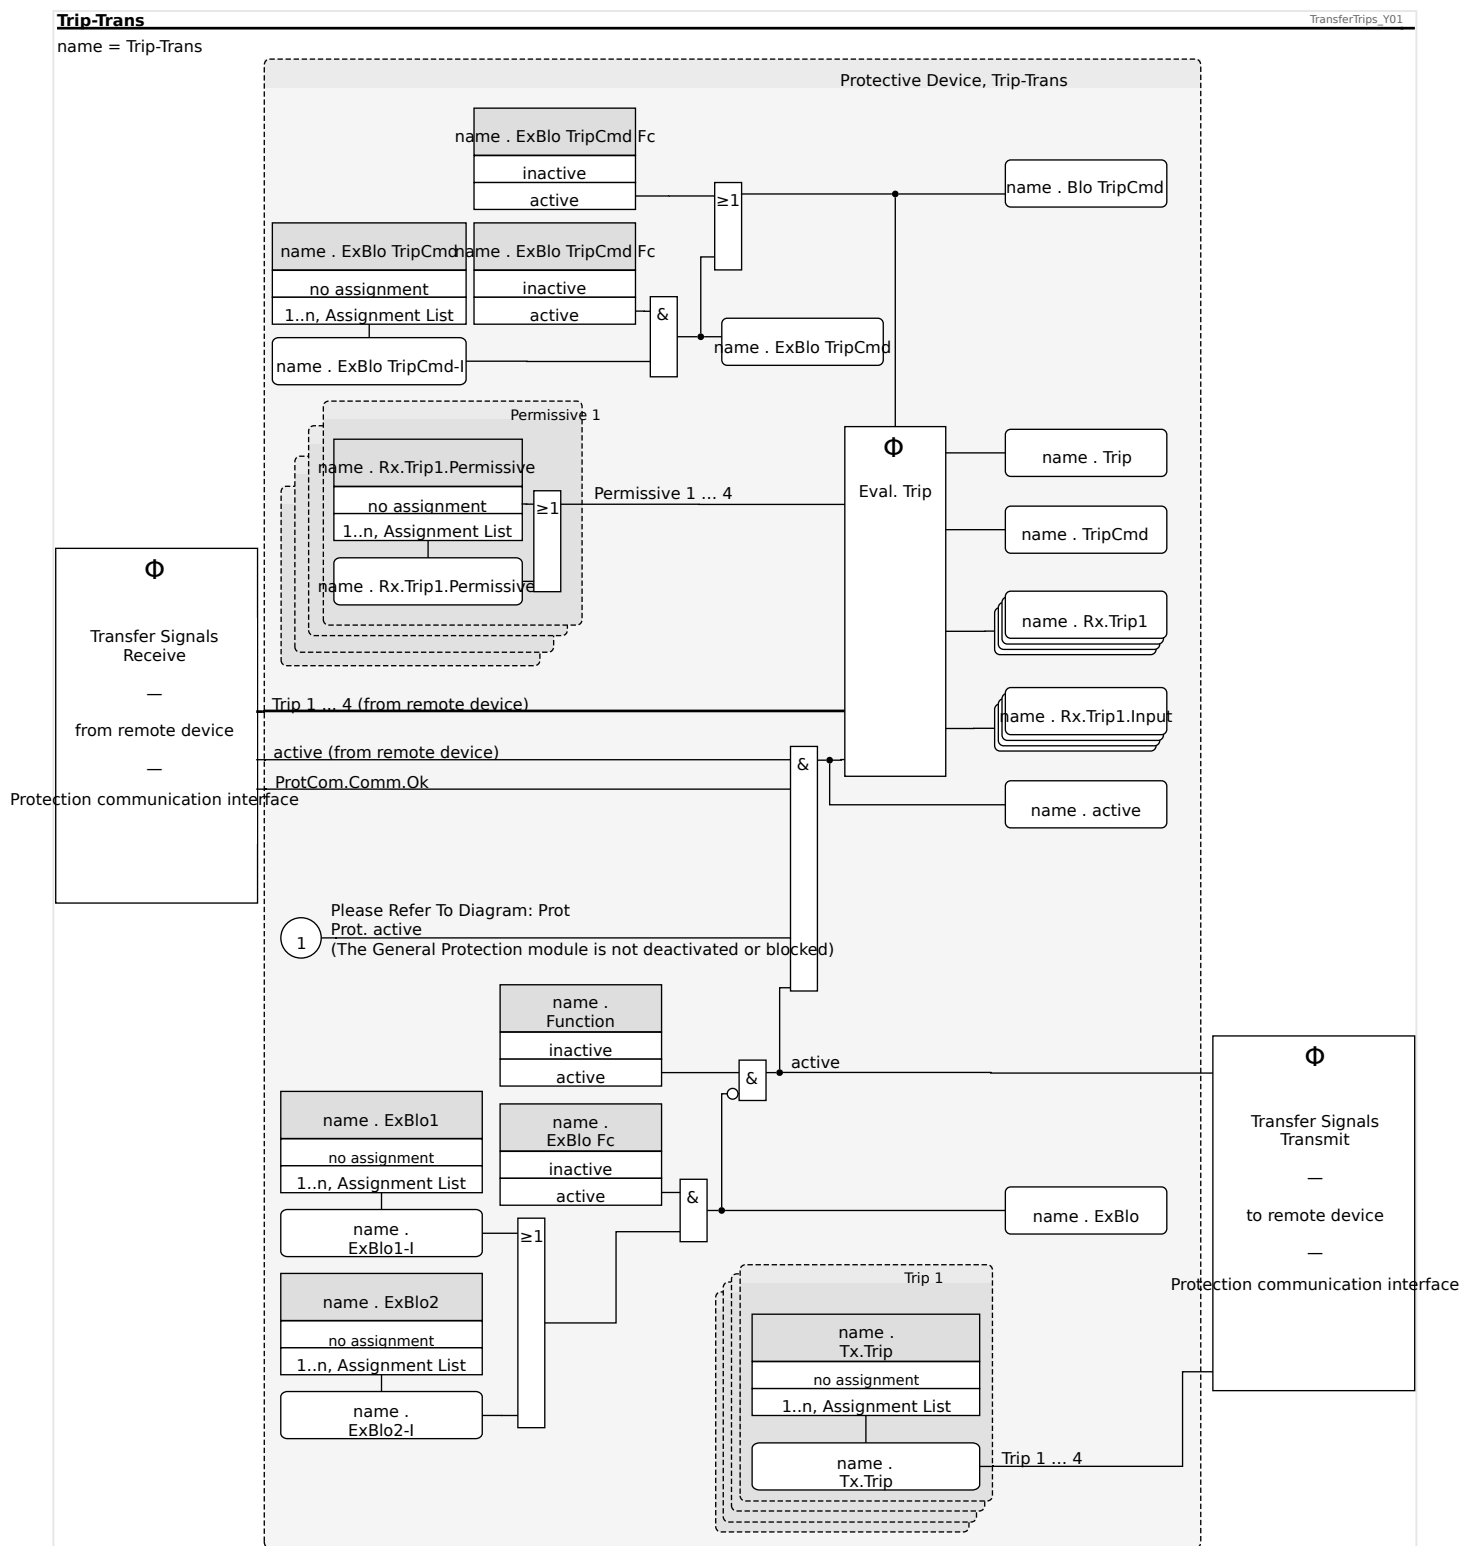 Trip-Trans
TransferTrips_Y01
name = Trip-Trans
Protective Device, Trip-Trans
name . ExBlo TripCmd Fc
inactive
active
≥1
name . Blo TripCmd
name . ExBlo TripCmd
no assignment
1..n, Assignment List
name . ExBlo TripCmd-I
name . ExBlo TripCmd Fc
inactive
active
&
name . ExBlo TripCmd
Permissive 1
name . Rx.Trip1.Permissive
no assignment
1..n, Assignment List
name . Rx.Trip1.Permissive
≥1
Permissive 1 ... 4
Φ
Eval. Trip
name . Trip
name . TripCmd
name . Rx.Trip1
name . Rx.Trip1.Input
name . active
Φ
Transfer Signals
Receive
—
from remote device
—
Protection communication interface
Trip 1 ... 4 (from remote device)
active (from remote device)
ProtCom.Comm.Ok
&
1
Please Refer To Diagram: Prot
Prot. active
(The General Protection module is not deactivated or blocked)
name .
Function
inactive
active
&
active
name . ExBlo1
no assignment
1..n, Assignment List
name .
ExBlo1-I
name .
ExBlo Fc
inactive
active
&
name . ExBlo
≥1
name . ExBlo2
no assignment
1..n, Assignment List
name .
ExBlo2-I
Trip 1
name .
Tx.Trip
no assignment
1..n, Assignment List
name .
Tx.Trip
Trip 1 ... 4
Φ
Transfer Signals
Transmit
—
to remote device
—
Protection communication interface